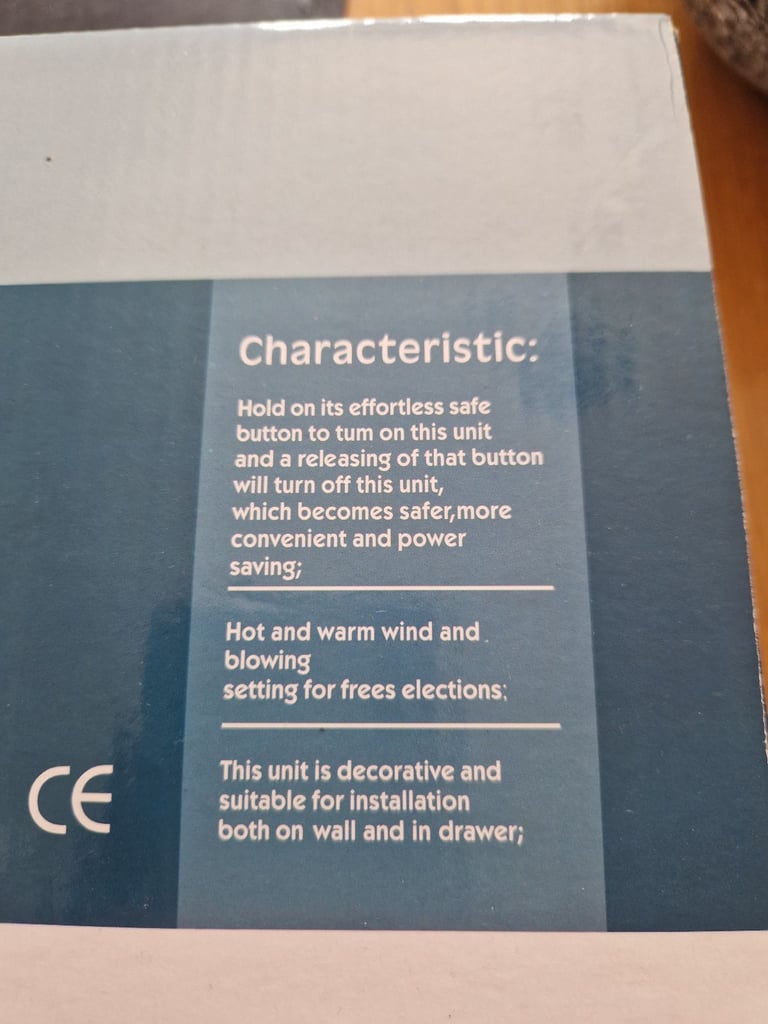 Characteristic:
Hold on its effortless safe
button to tum on this unit
and a releasing of that button
will turn off this unit,
which becomes safer,more
convenient and power
saving;
Hot and warm wind and
blowing
setting for frees elections;
This unit is decorative and
suitable for installation
both on wall and in drawer;
CE